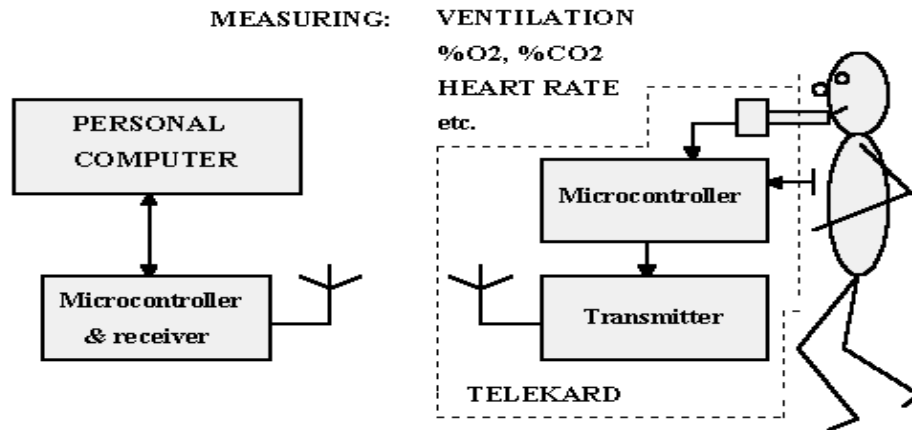 MEASURING: VENTILATION
%O2, %CO2
HEART RATE
etc.
PERSONAL
COMPUTER
Microcontroller
Microcontroller
& receiver
Transmitter
TELEKARD